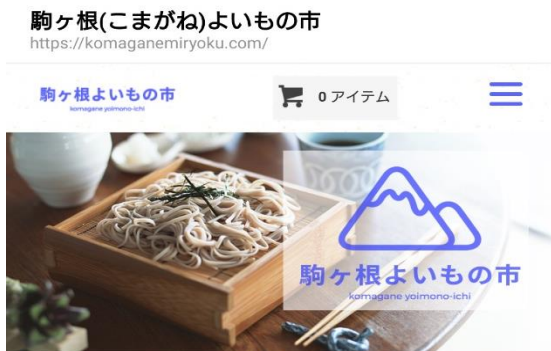 駒ヶ根(こまがね)よいもの市
https://komaganemiryoku.com/
駒ヶ根よいもの市
komagane yoimono-ichi
0 アイテム
駒ヶ根よいもの市
komagane yoimono-ichi